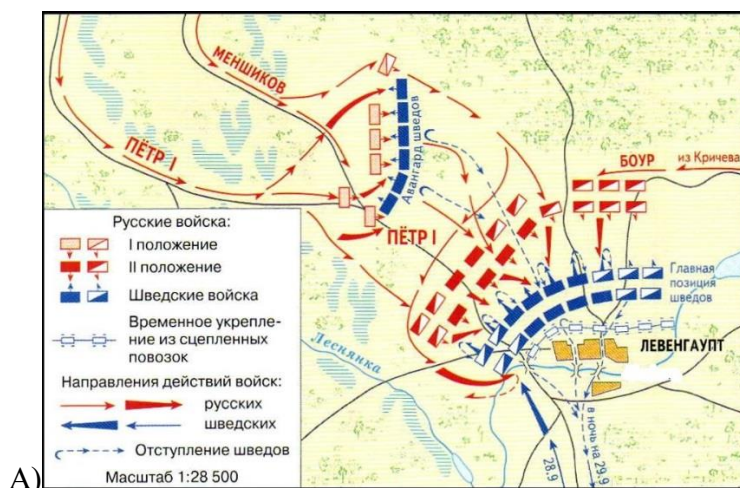 МЕНШИКОВ
ПЁТР I
Авангард шведов
БОУР
из Кричева
ПЁТР I
Главная
позиция
шведов
ЛЕВЕНГАУПТ
Леснянка
28.9
в ночь на 29.9
Русские войска:
I положение
II положение
Шведские войска
Временное укрепле-
ние из сцепленных
повозок
Направления действий войск:
русских
шведских
Отступление шведов
Масштаб 1:28 500
А)